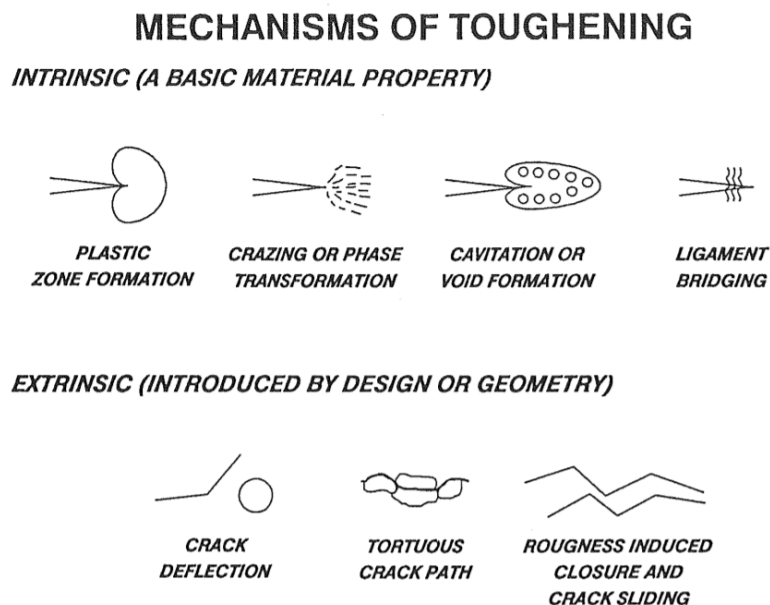 MECHANISMS OF TOUGHENING
INTRINSIC (A BASIC MATERIAL PROPERTY)
PLASTIC
ZONE FORMATION
CRAZING OR PHASE
TRANSFORMATION
CAVITATION OR
VOID FORMATION
LIGAMENT
BRIDGING
EXTRINSIC (INTRODUCED BY DESIGN OR GEOMETRY)
CRACK
DEFLECTION
TORTUOUS
CRACK PATH
ROUGHNESS INDUCED
CLOSURE AND
CRACK SLIDING